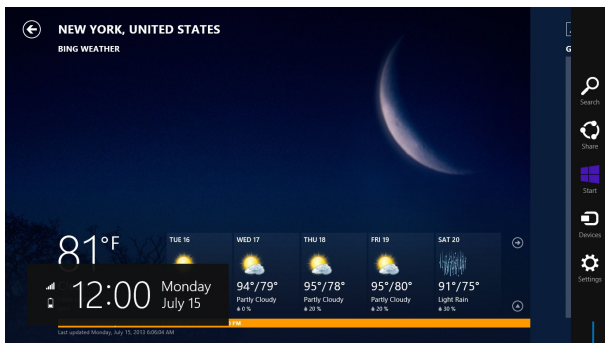 NEW YORK, UNITED STATES
BING WEATHER
G
Search
Share
Start
Devices
Settings
81°F
TUE 16
WED 17
94°/79°
Partly Cloudy
0 %
THU 18
95°/78°
Partly Cloudy
20 %
FRI 19
95°/80°
Partly Cloudy
20 %
SAT 20
91°/75°
Light Rain
30 %
12:00
Monday
July 15
PM
Last updated Monday, July 15, 2013 6:06:04 AM